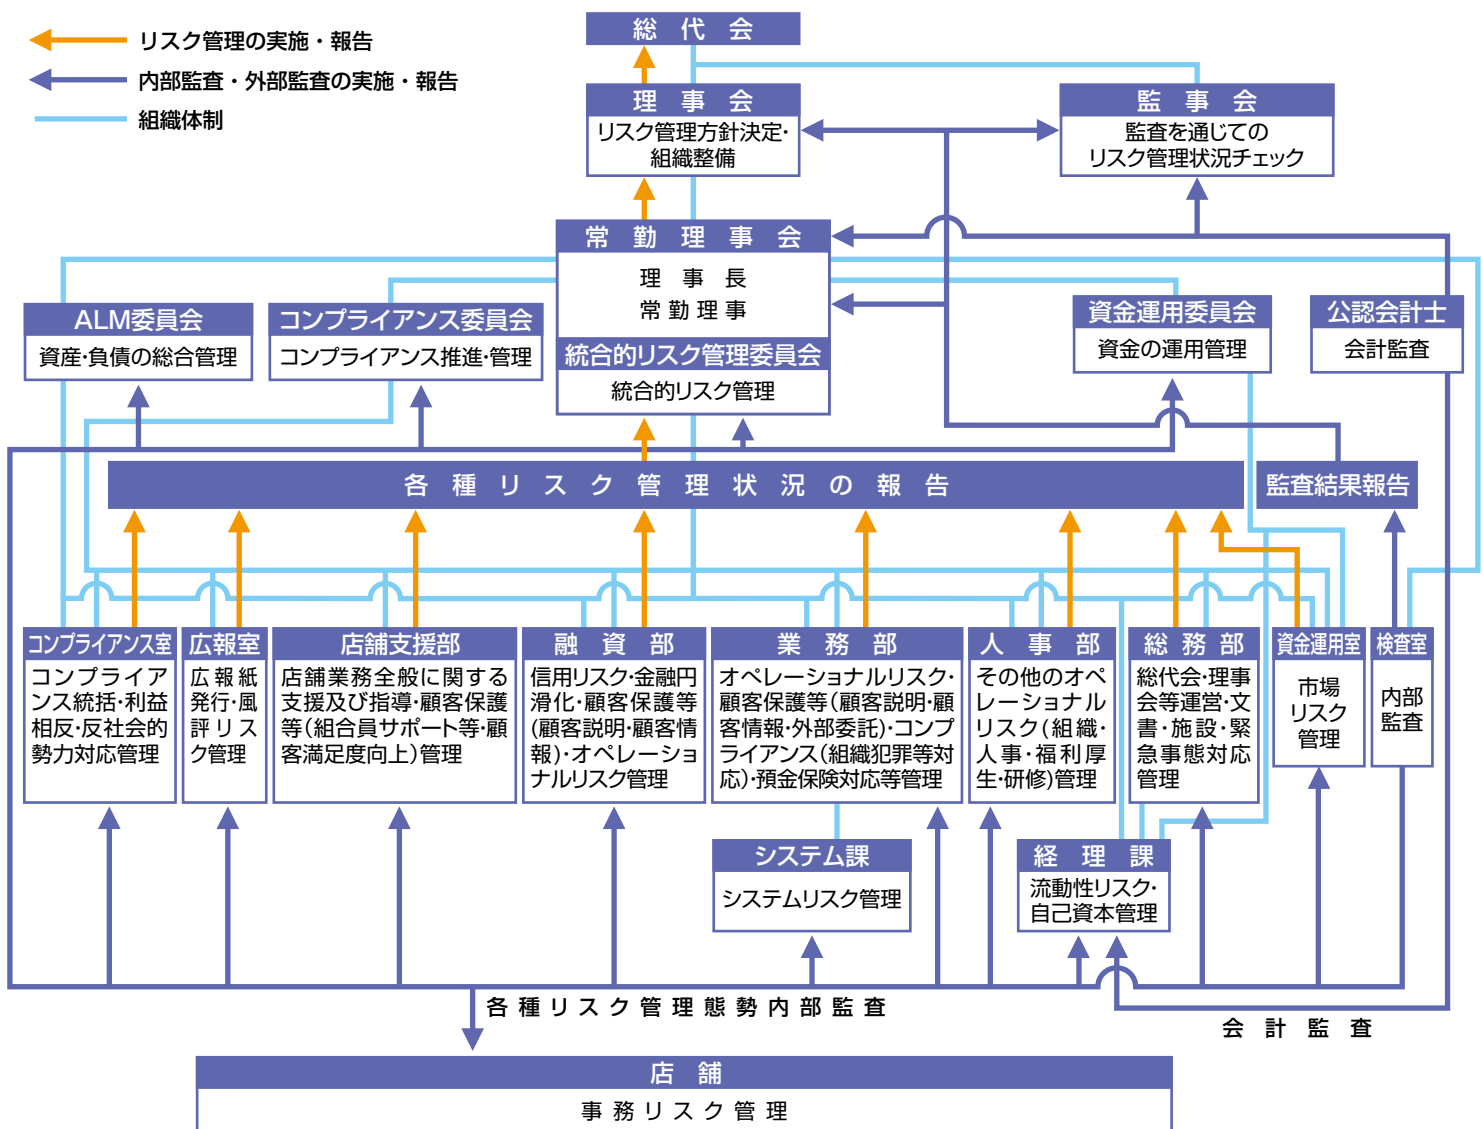 リスク管理の実施・報告
内部監査・外部監査の実施・報告
組織体制
総代会
理事会
リスク管理方針決定・
組織整備
監事会
監査を通じての
リスク管理状況チェック
常勤理事会
理事長
常勤理事
統合的リスク管理委員会
統合的リスク管理
ALM委員会
資産・負債の総合管理
コンプライアンス委員会
コンプライアンス推進・管理
資金運用委員会
資金の運用管理
公認会計士
会計監査
各種リスク管理状況の報告
監査結果報告
コンプライアンス室
コンプライア
ンス統括・利益
相反・反社会的
勢力対応管理
広報室
広報紙
発行・風
評リス
ク管理
店舗支援部
店舗業務全般に関する
支援及び指導・顧客保護
等(組合員サポート等・顧
客満足度向上)管理
融資部
信用リスク・金融円
滑化・顧客保護等
(顧客説明・顧客情
報)・オペレーショ
ナルリスク管理
業務部
オペレーショナルリスク・
顧客保護等(顧客説明・顧
客情報・外部委託)・コンプ
ライアンス(組織犯罪等対
応)・預金保険対応等管理
人事部
その他のオペ
レーショナル
リスク(組織・
人事・福利厚
生・研修)管理
総務部
総代会・理事
会等運営・文
書・施設・緊
急事態対応
管理
資金運用室
市場
リスク
管理
検査室
内部
監査
システム課
システムリスク管理
経理課
流動性リスク・
自己資本管理
各種リスク管理態勢内部監査
会計監査
店舗
事務リスク管理